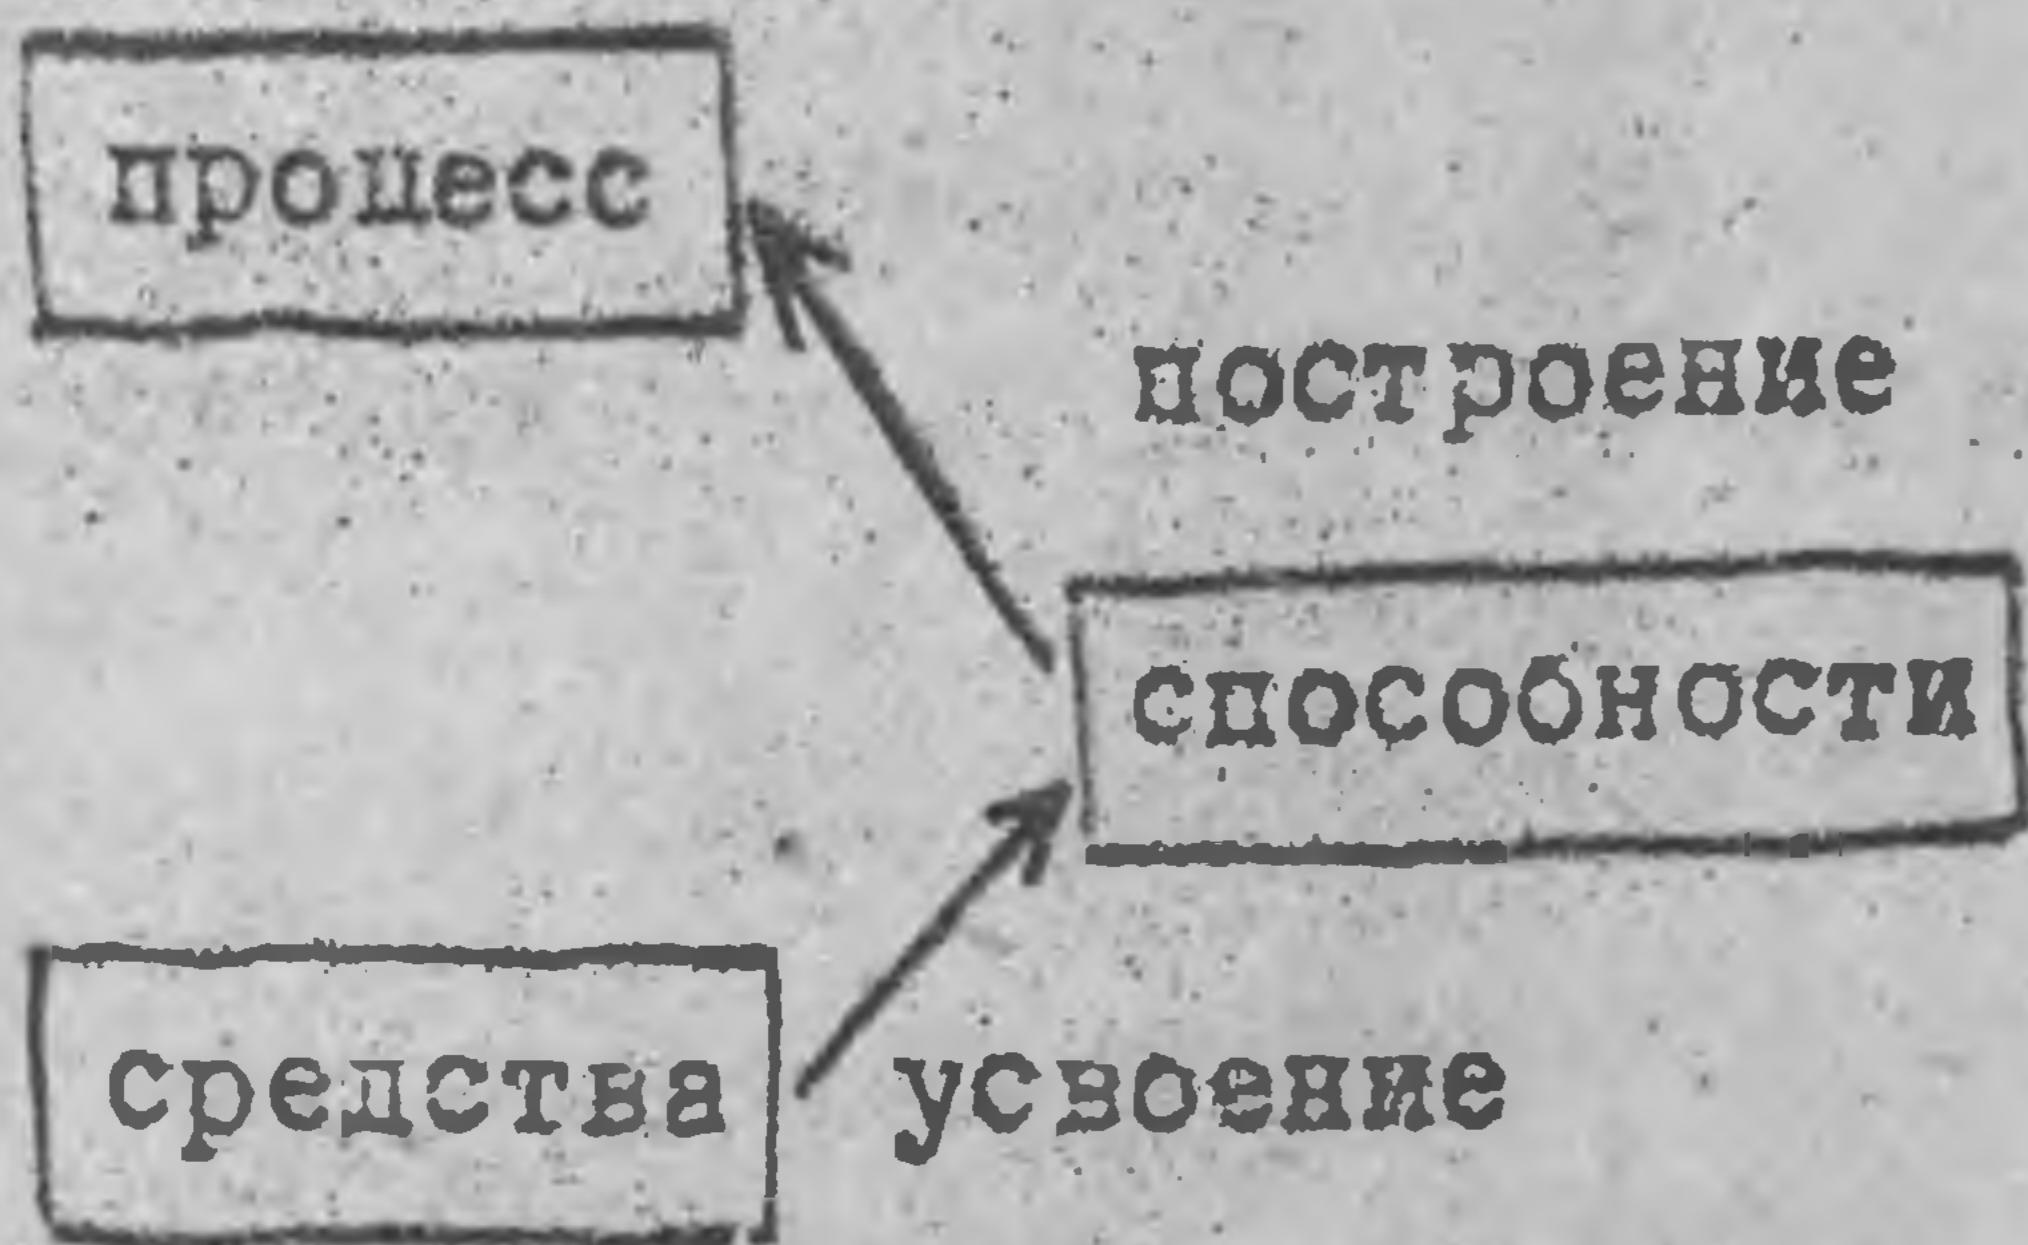 процесс
построение
способности
средства усвоение